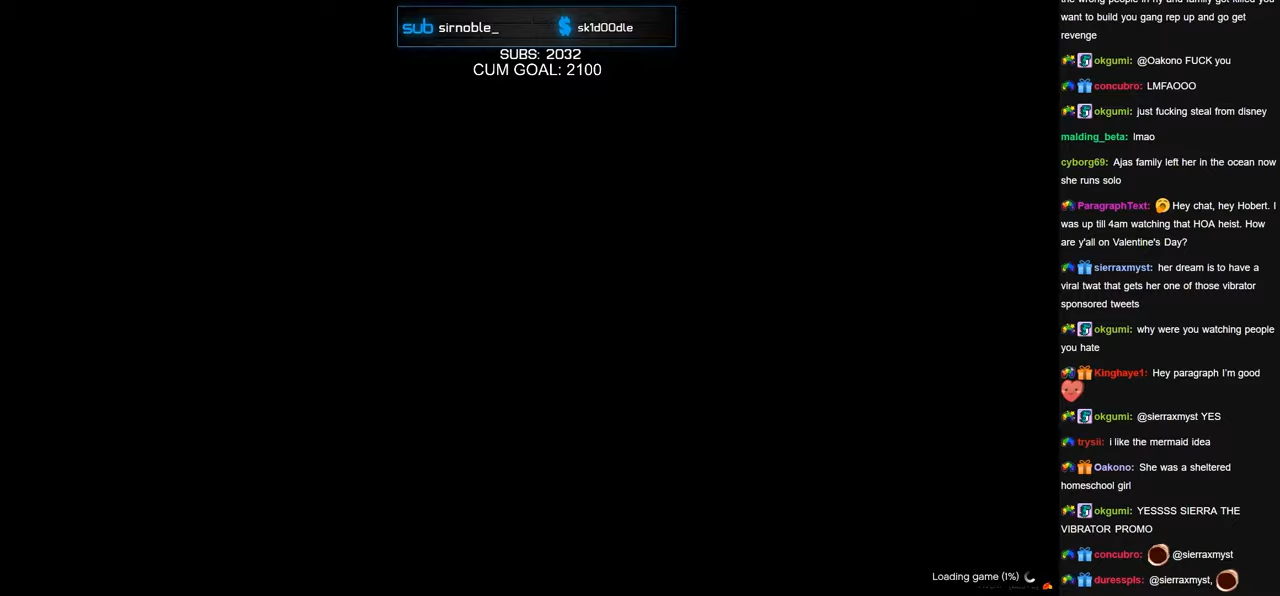 sub sirnole_ $ sk1d00dle
SUBS: 2032
CUM GOAL: 2100
Loading game (1%)
the wrong people in ny and family got killed you
want to build you gang rep up and go get
revenge
okgumi: @Oakono FUCK you
concubro: LMFAOOO
okgumi: just fucking steal from disney
malding_beta: lmao
cyborg69: Ajas family left her in the ocean now
she runs solo
ParagraphText: Hey chat, hey Hobert. I
was up till 4am watching that HOA heist. How
are y'all on Valentine's Day?
sierraxmyst: her dream is to have a
viral twat that gets her one of those vibrator
sponsored tweets
okgumi: why were you watching people
you hate
Kinghaye1: Hey paragraph I'm good
okgumi: @sierraxmyst YES
trysii: i like the mermaid idea
Oakono: She was a sheltered
homeschool girl
okgumi: YESSSS SIERRA THE
VIBRATOR PROMO
concubro: @sierraxmyst
duresspls: @sierraxmyst,